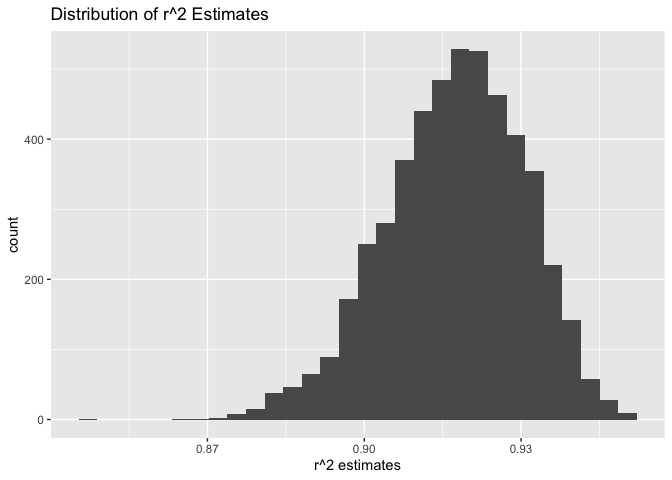 Distribution of r^2 Estimates
count
400
200
0
0.87 0.90 0.93
r^2 estimates